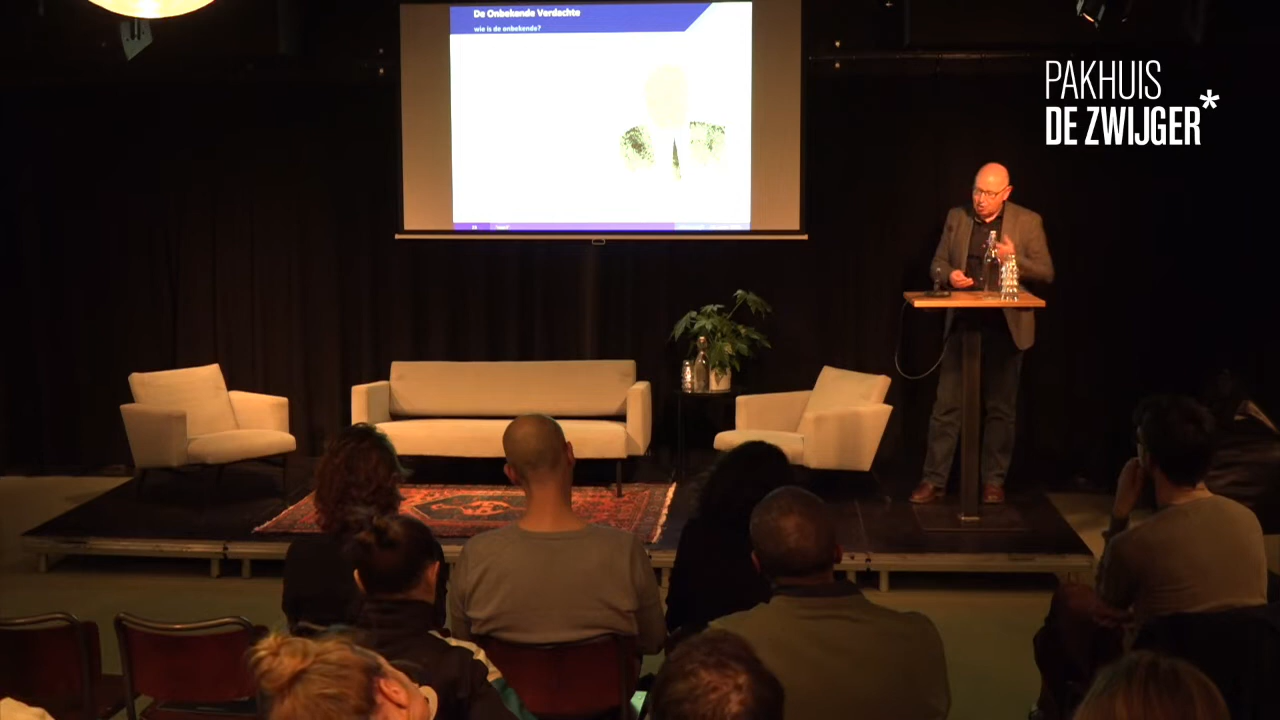 De Onbekende Verdachte
wie is de onbekende?
PAKHUIS
DE ZWIJGER*